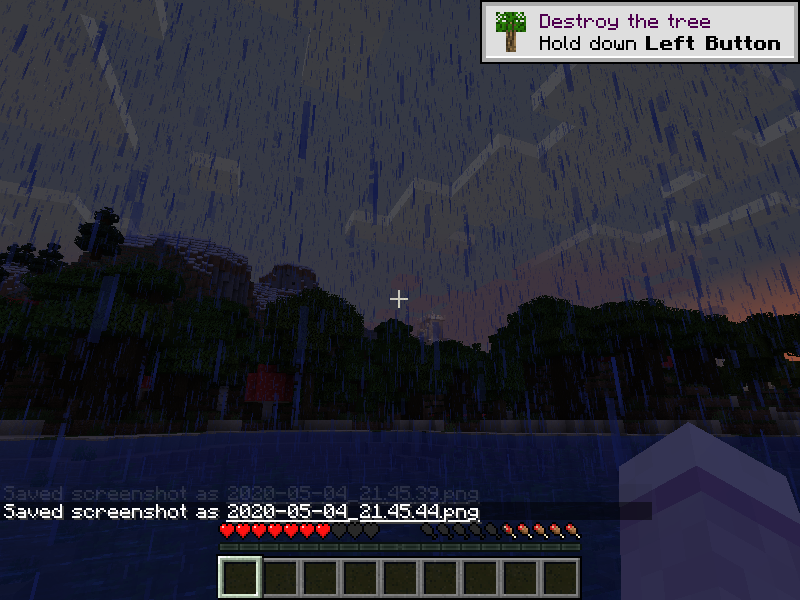 Destroy the tree
Hold down Left Button
Saved screenshot as 2020-05-04_21.45.39.png
Saved screenshot as 2020-05-04_21.45.44.png